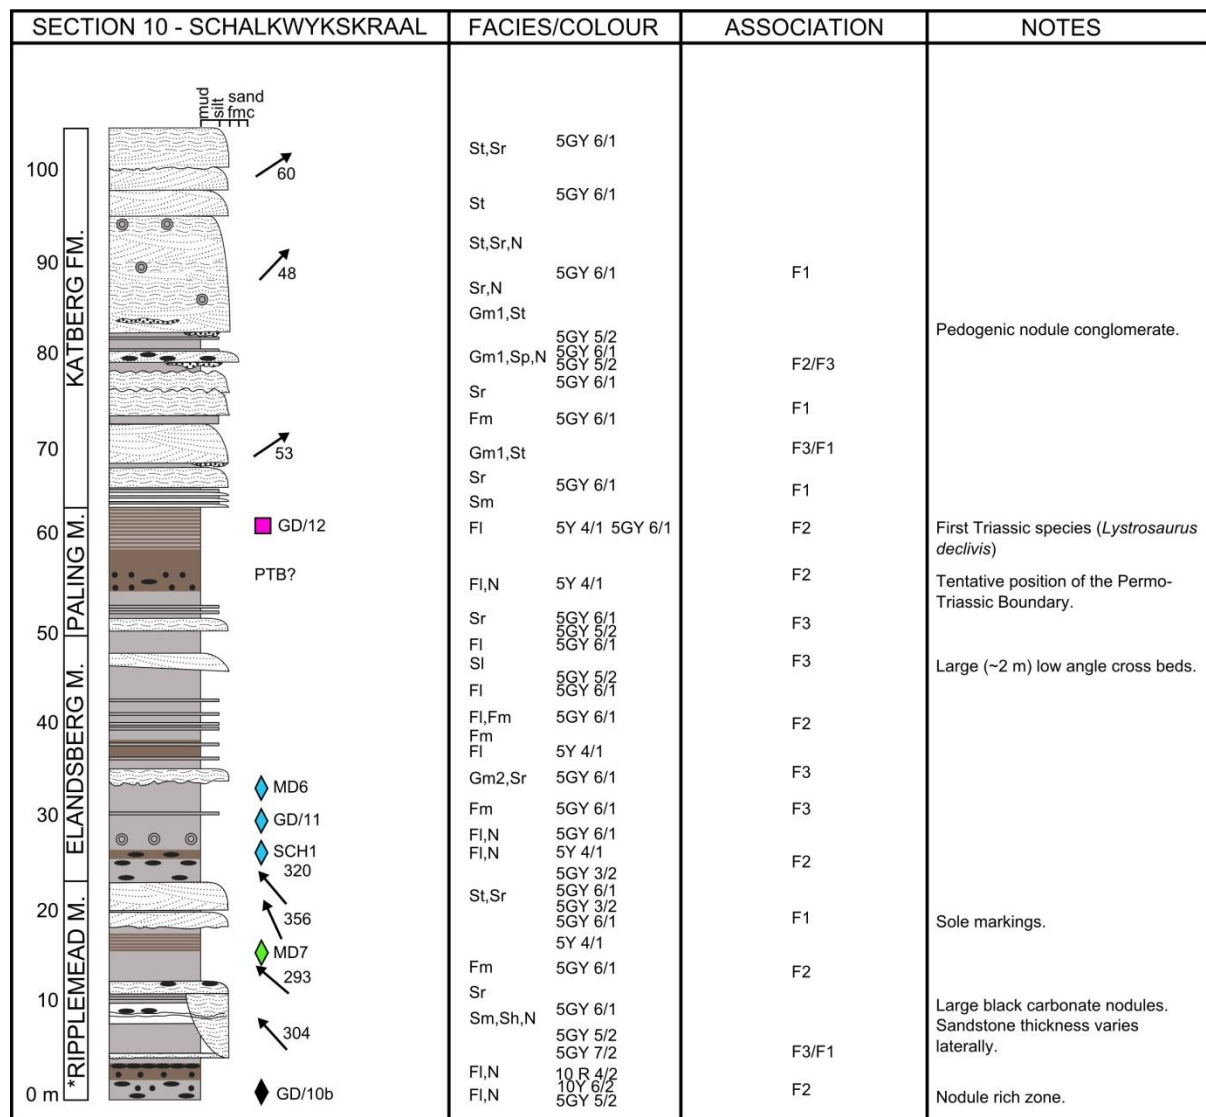 SECTION 10 - SCHALKWYKSKRAAL
FACIES/COLOUR
ASSOCIATION
NOTES
mud
silt
sand
fmc
100
90
80
70
60
50
40
30
20
10
0 m
KATBERG FM.
PALING M.
ELANDSBERG M.
*RIPPLEMEAD M.
60
48
53
GD/12
PTB?
MD6
GD/11
SCH1
320
356
MD7
293
304
GD/10b
St,Sr 5GY 6/1
St 5GY 6/1
St,Sr,N
5GY 6/1
Sr,N
Gm1,St
5GY 5/2
Gm1,Sp,N 5GY 6/1
5GY 5/2
5GY 6/1
Sr
Fm 5GY 6/1
Gm1,St
Sr
5GY 6/1
Sm
Fl 5Y 4/1 5GY 6/1
Fl,N 5Y 4/1
Sr 5GY 6/1
5GY 5/2
Fl 5GY 6/1
Sl
5GY 5/2
Fl 5GY 6/1
Fl,Fm 5GY 6/1
Fm
Fl 5Y 4/1
Gm2,Sr 5GY 6/1
Fm 5GY 6/1
Fl,N 5GY 6/1
Fl,N 5Y 4/1
5GY 3/2
St,Sr 5GY 6/1
5GY 3/2
5GY 6/1
5Y 4/1
Fm 5GY 6/1
Sr
5GY 6/1
Sm,Sh,N
5GY 5/2
5GY 7/2
Fl,N 10 R 4/2
10Y 6/2
Fl,N 5GY 5/2
F1
F2/F3
F1
F3/F1
F1
F2
F2
F3
F3
F2
F3
F3
F2
F1
F2
F3/F1
F2
Pedogenic nodule conglomerate.
First Triassic species (Lystrosaurus
declivis)
Tentative position of the Permo-
Triassic Boundary.
Large (~2 m) low angle cross beds.
Sole markings.
Large black carbonate nodules.
Sandstone thickness varies
laterally.
Nodule rich zone.